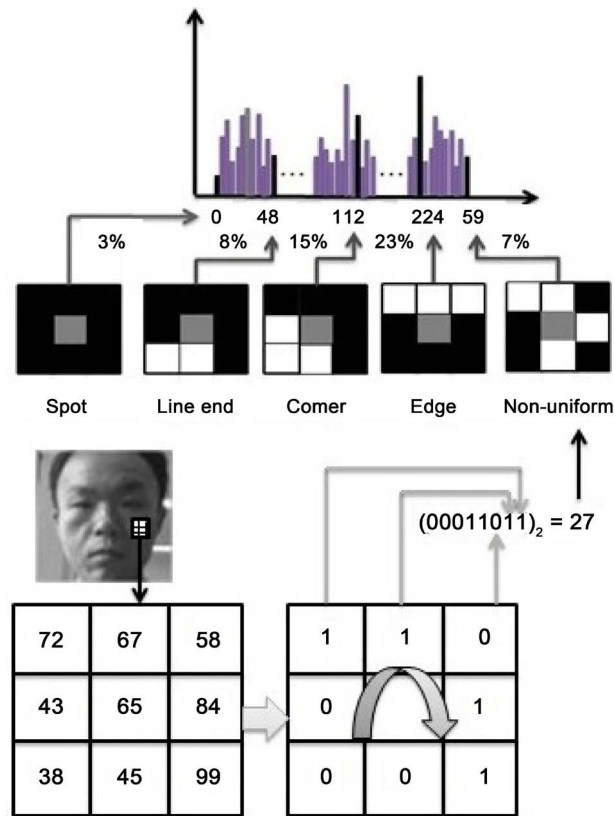 0 48 112 224 59
3% 8% 15% 23% 7%
Spot Line end Comer Edge Non-uniform
(00011011)2 = 27
72 67 58
43 65 84
38 45 99
1 1 0
0 1
0 0 1